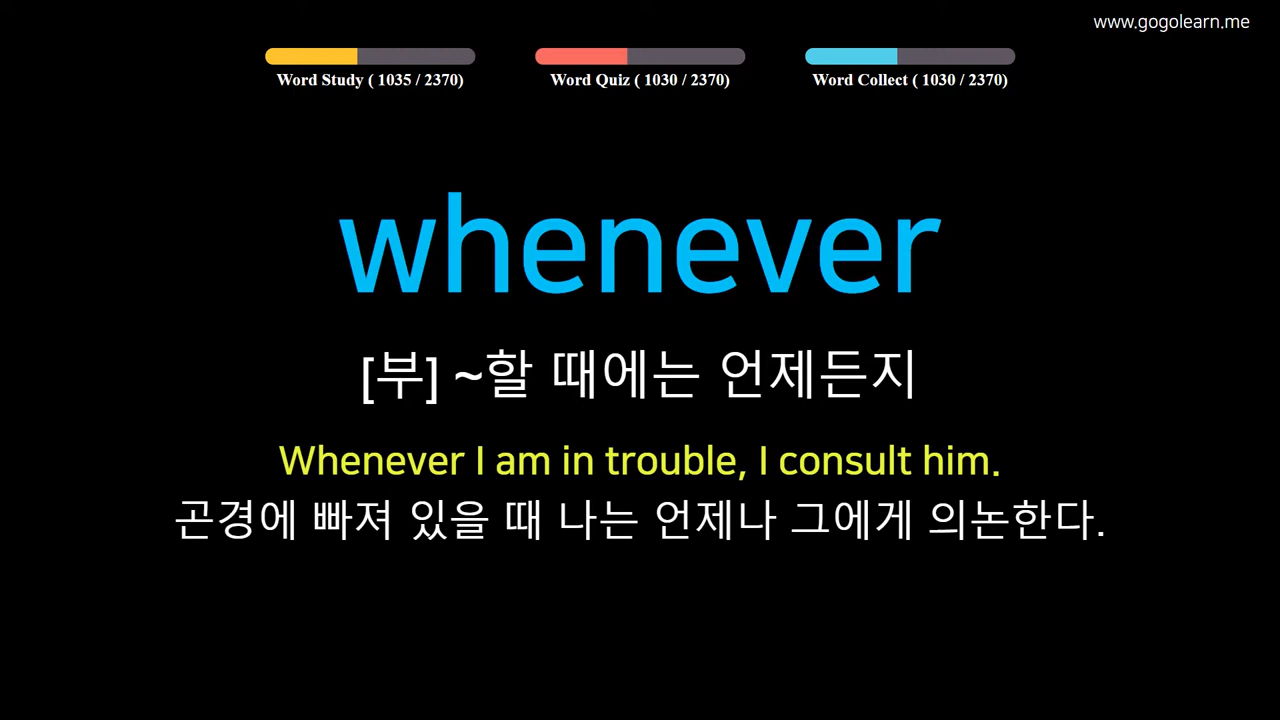 www.gogolearn.me
Word Study ( 1035 / 2370)
Word Quiz ( 1030 / 2370)
Word Collect ( 1030 / 2370)
whenever
[부] ~할 때에는 언제든지
Whenever I am in trouble, I consult him.
곤경에 빠져 있을 때 나는 언제나 그에게 의논한다.